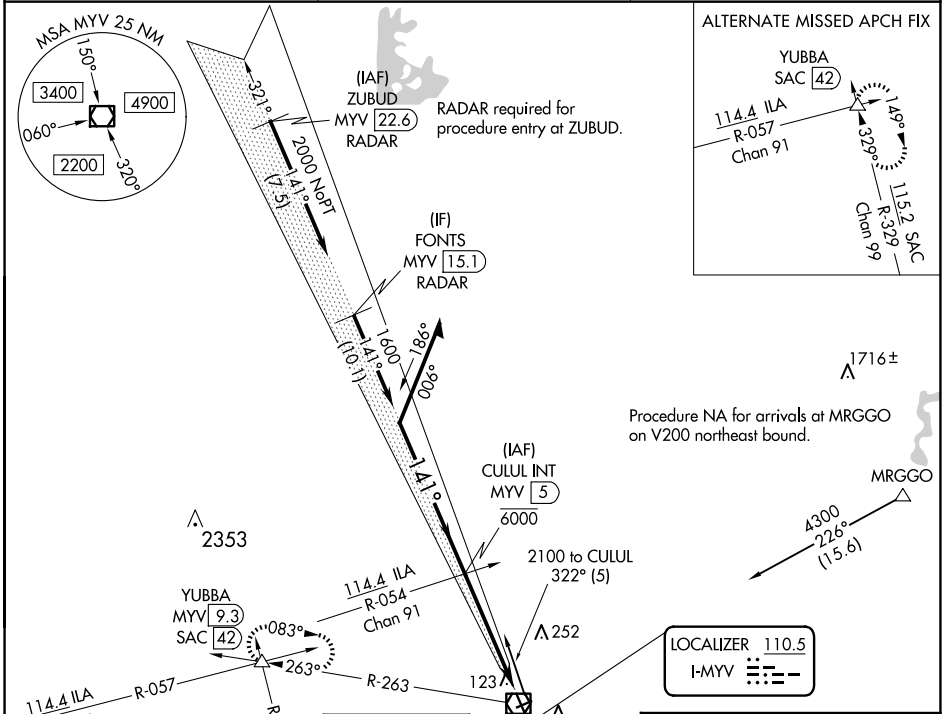 MSA MYV 25 NM
150°
3400
4900
060°
2200
320°
321°
(IAF)
ZUBUD
MYV 22.6
RADAR
RADAR required for
procedure entry at ZUBUD.
2000 NoPT
141°
(7.5)
(IF)
FONTS
MYV 15.1
RADAR
1600
141°
(10.1)
186°
006°
141°
(IAF)
CULUL INT
MYV 5
6000
2100 to CULUL
322° (5)
ALTERNATE MISSED APCH FIX
YUBBA
SAC 42
114.4 ILA
R-057
Chan 91
149°
329°
115.2 SAC
R-329
Chan 99
1716±
Procedure NA for arrivals at MRGGO
on V200 northeast bound.
MRGGO
4300
226°
(15.6)
2353
114.4 ILA
R-054
Chan 91
YUBBA
MYV 9.3
SAC 42
083°
263°
R-263
114.4 ILA
R-057
R
252
123
LOCALIZER 110.5
I-MYV